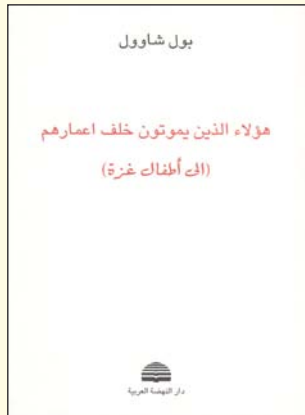 بول شاوول
هؤلاء الذين يموتون خلف اعمارهم
(الى أطفال غزة)
دار النهضة العربية